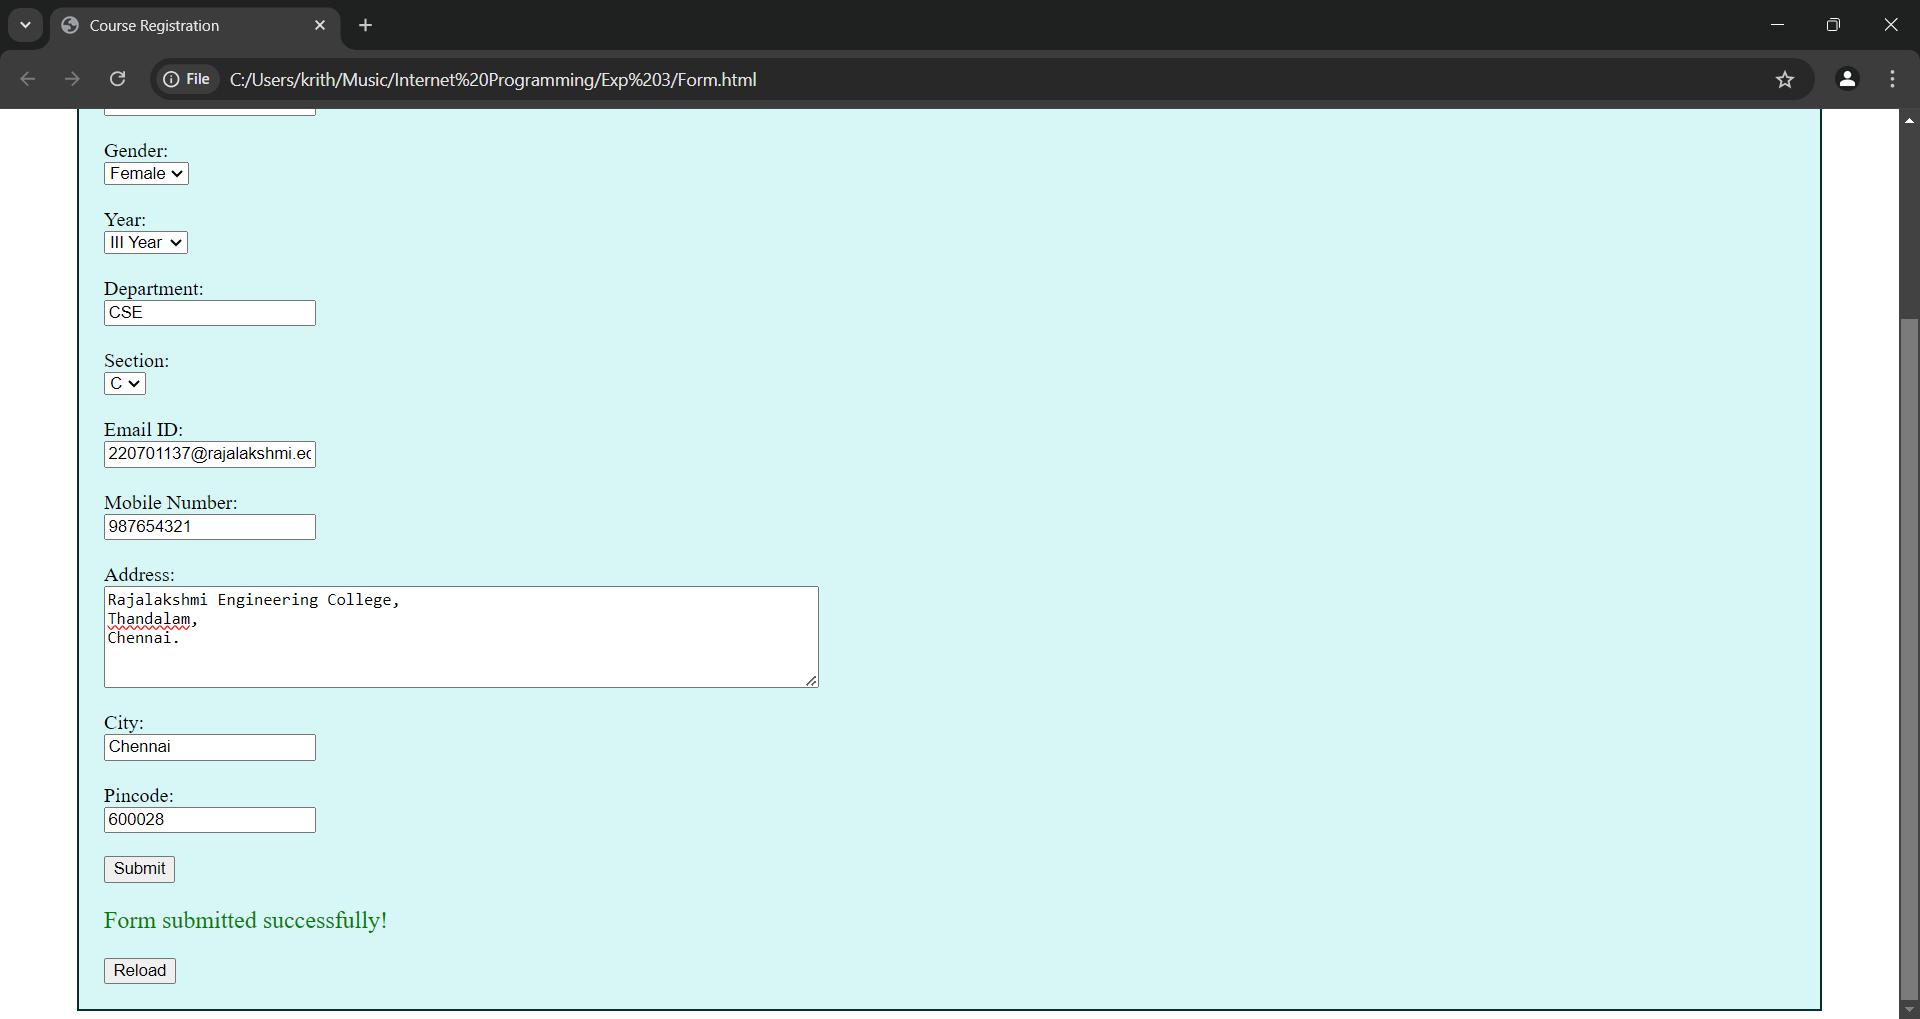 Course Registration
File
C:/Users/krith/Music/Internet%20Programming/Exp%203/Form.html
Gender:
Female
Year:
III Year
Department:
CSE
Section:
C
Email ID:
220701137@rajalakshmi.ec
Mobile Number:
987654321
Address:
Rajalakshmi Engineering College,
Thandalam,
Chennai.
City:
Chennai
Pincode:
600028
Submit
Form submitted successfully!
Reload